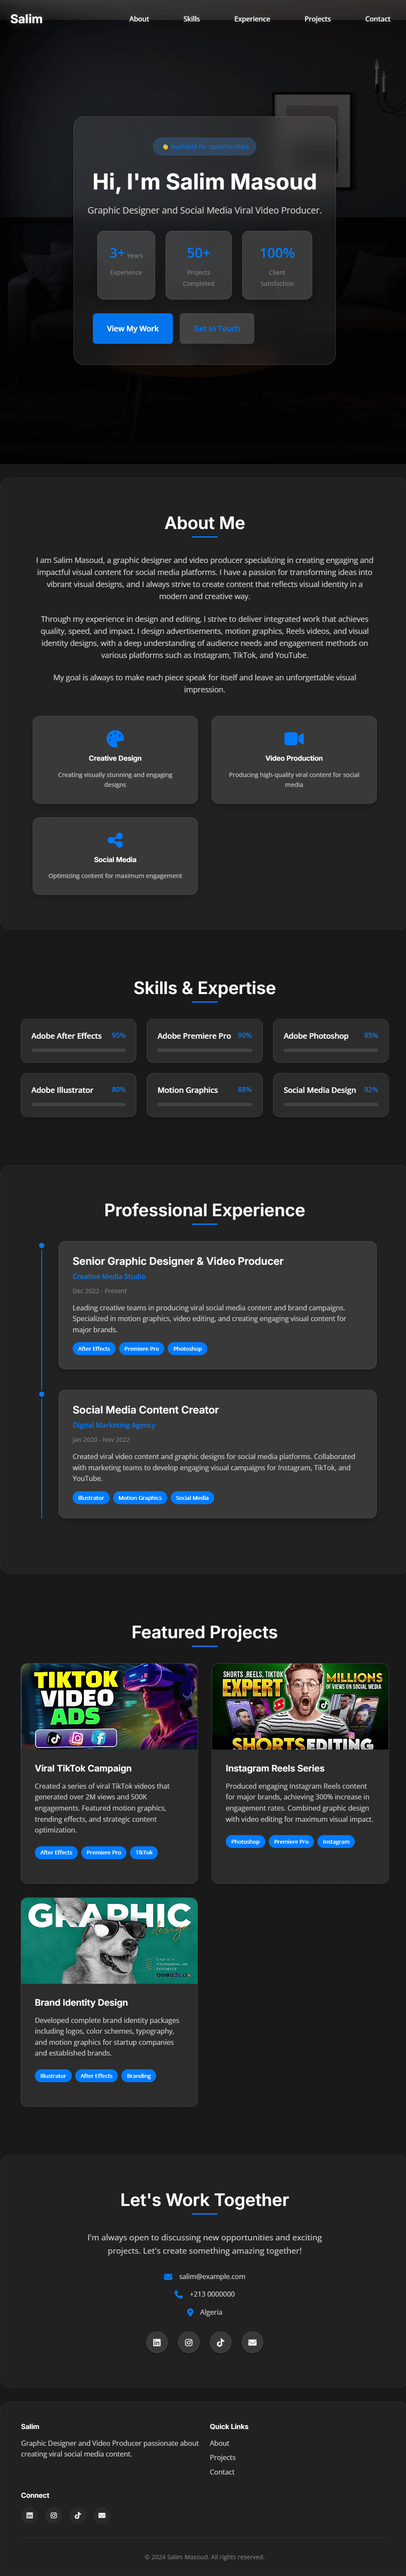 Salim
About
Skills
Experience
Projects
Contact
👋 Available for opportunities
Hi, I'm Salim Masoud
Graphic Designer and Social Media Viral Video Producer.
3+ Years
Experience
50+
Projects
Completed
100%
Client
Satisfaction
View My Work
Get In Touch
About Me
I am Salim Masoud, a graphic designer and video producer specializing in creating engaging and
impactful visual content for social media platforms. I have a passion for transforming ideas into
vibrant visual designs, and I always strive to create content that reflects visual identity in a
modern and creative way.
Through my experience in design and editing, I strive to deliver integrated work that achieves
quality, speed, and impact. I design advertisements, motion graphics, Reels videos, and visual
identity designs, with a deep understanding of audience needs and engagement methods on
various platforms such as Instagram, TikTok, and YouTube.
My goal is always to make each piece speak for itself and leave an unforgettable visual
impression.
Creative Design
Creating visually stunning and engaging
designs
Video Production
Producing high-quality viral content for social
media
Social Media
Optimizing content for maximum engagement
Skills & Expertise
Adobe After Effects 95%
Adobe Premiere Pro 90%
Adobe Photoshop 85%
Adobe Illustrator 80%
Motion Graphics 88%
Social Media Design 92%
Professional Experience
Senior Graphic Designer & Video Producer
Creative Media Studio
Dec 2022 - Present
Leading creative teams in producing viral social media content and brand campaigns.
Specialized in motion graphics, video editing, and creating engaging visual content for
major brands.
After Effects
Premiere Pro
Photoshop
Social Media Content Creator
Digital Marketing Agency
Jan 2020 - Nov 2022
Created viral video content and graphic designs for social media platforms. Collaborated
with marketing teams to develop engaging visual campaigns for Instagram, TikTok, and
YouTube.
Illustrator
Motion Graphics
Social Media
Featured Projects
TIKTOK
VIDEO
ADS
Viral TikTok Campaign
Created a series of viral TikTok videos that
generated over 2M views and 500K
engagements. Featured motion graphics,
trending effects, and strategic content
optimization.
After Effects
Premiere Pro
TikTok
SHORTS ,REELS, TIKTOK
EXPERT
MILLIONS
OF VIEWS ON SOCIAL MEDIA
SHORTS EDITING
Instagram Reels Series
Produced engaging Instagram Reels content
for major brands, achieving 300% increase in
engagement rates. Combined graphic design
with video editing for maximum visual impact.
Photoshop
Premiere Pro
Instagram
GRAPHIC
design
Brand Identity Design
Developed complete brand identity packages
including logos, color schemes, typography,
and motion graphics for startup companies
and established brands.
Illustrator
After Effects
Branding
Let's Work Together
I'm always open to discussing new opportunities and exciting
projects. Let's create something amazing together!
salim@example.com
+213 0000000
Algeria
Salim
Graphic Designer and Video Producer passionate about
creating viral social media content.
Quick Links
About
Projects
Contact
Connect
© 2024 Salim Masoud. All rights reserved.